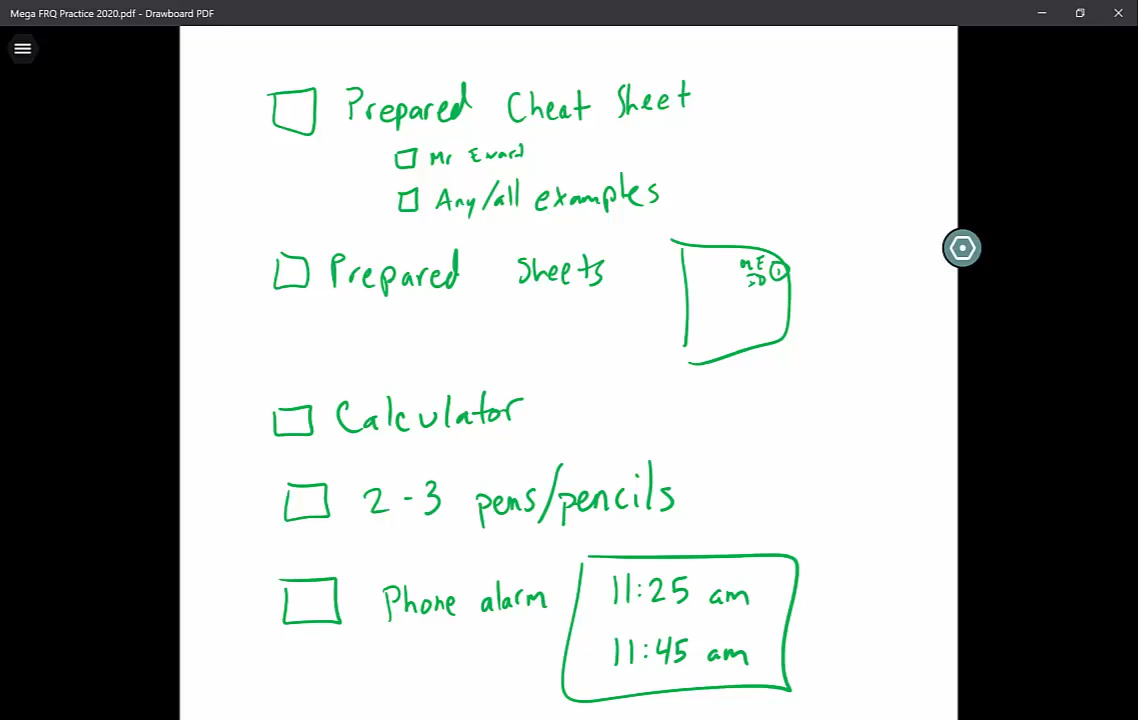 Mega FRQ Practice 2020.pdf - Drawboard PDF
Prepared Cheat Sheet
Mr
Any/all examples
Prepared Sheets
ME
1
Calculator
2-3 pens/pencils
Phone alarm
11:25 am
11:45 am